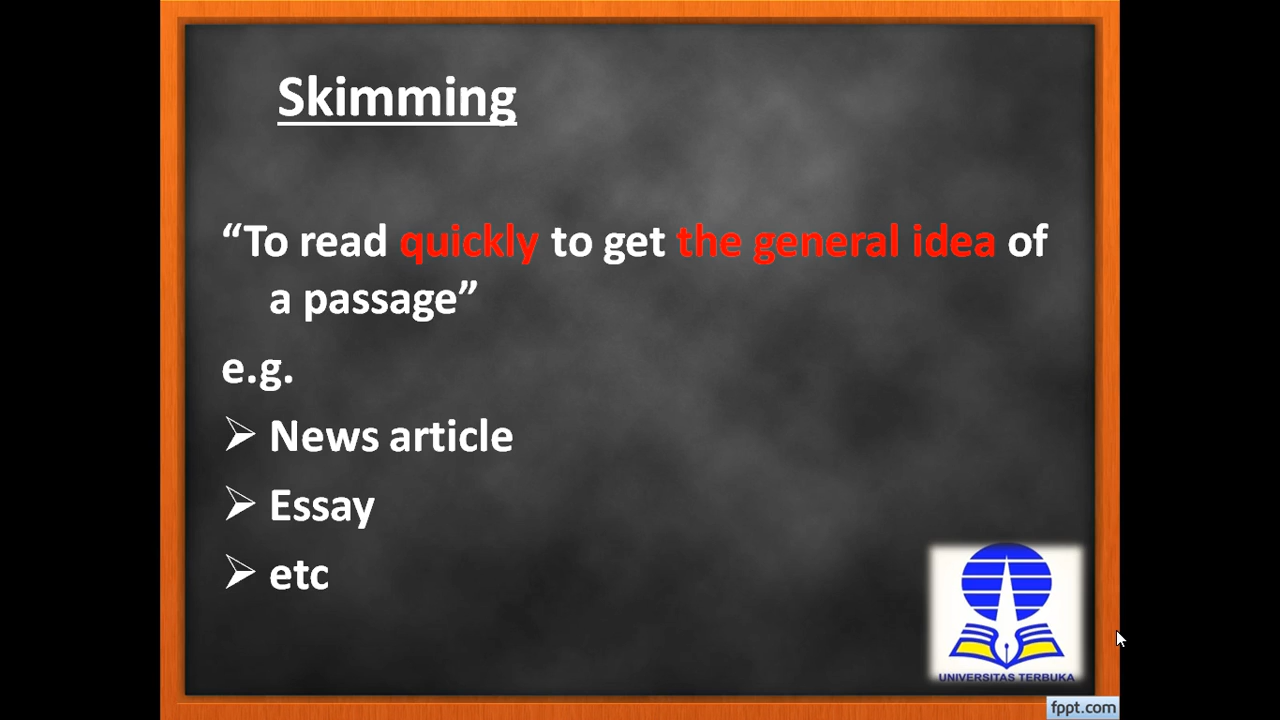 Skimming
“To read quickly to get the general idea of
a passage”
e.g.
News article
Essay
etc
UNIVERSITAS TERBUKA
fppt.com